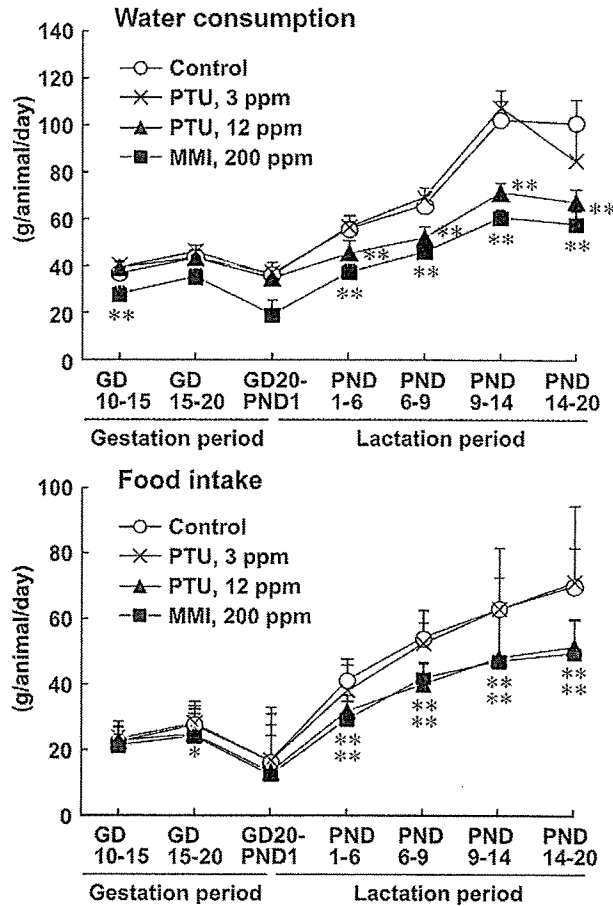 Water consumption
(g/animal/day)
140
120
100
80
60
40
20
0
Control
PTU, 3 ppm
PTU, 12 ppm
MMI, 200 ppm
**
**
**
**
**
**
**
**
**
GD 10-15
GD 15-20
GD20-PND1
PND 1-6
PND 6-9
PND 9-14
PND 14-20
Gestation period
Lactation period
Food intake
(g/animal/day)
100
80
60
40
20
0
Control
PTU, 3 ppm
PTU, 12 ppm
MMI, 200 ppm
*
**
**
**
**
**
**
**
**
GD 10-15
GD 15-20
GD20-PND1
PND 1-6
PND 6-9
PND 9-14
PND 14-20
Gestation period
Lactation period